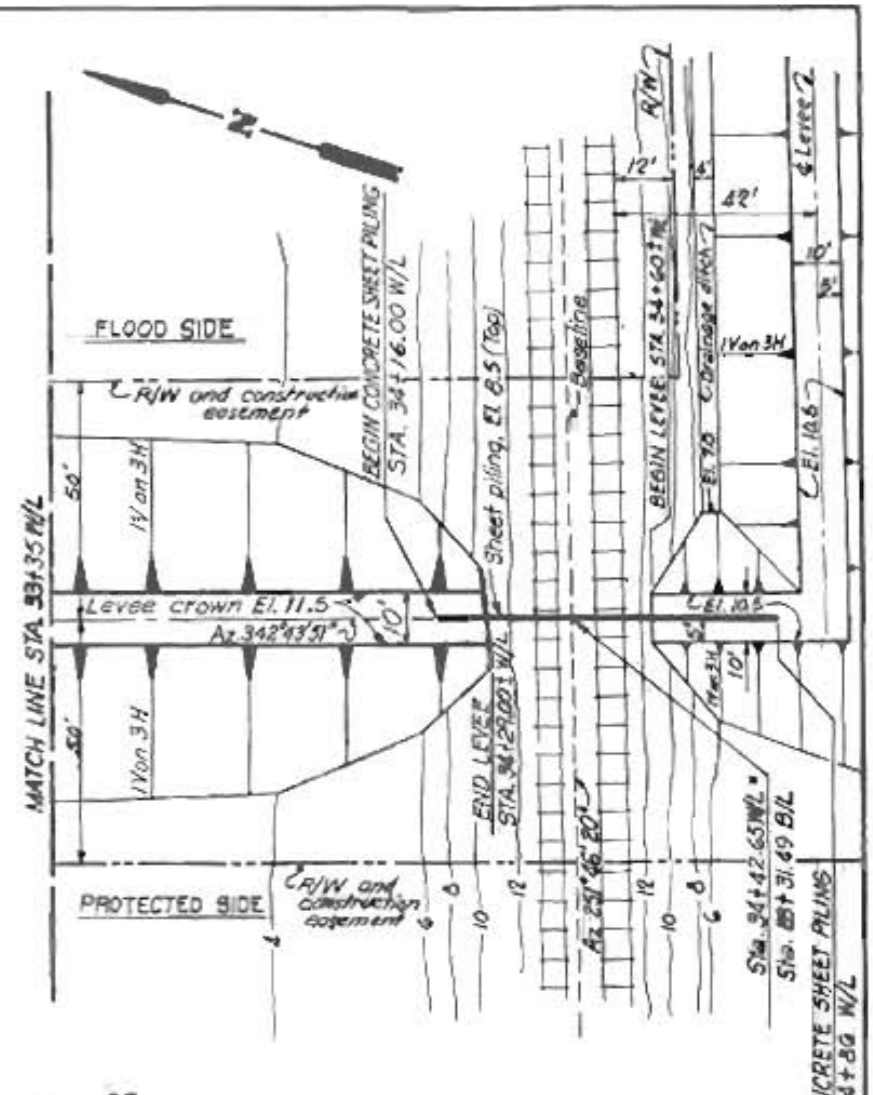 N
FLOOD SIDE
R/W and construction
easement
MATCH LINE STA. 33+35 W/L
50'
1V on 3H
BEGIN CONCRETE SHEET PILING
STA. 34+16.00 W/L
Sheet piling, El. 8.5 (Top)
Baseline
R/W
12'
4'
42'
10'
5'
℄ Levee
BEGIN LEVEE STA. 34+60± W/L
El. 7.0
℄ Drainage ditch
1V on 3H
El. 10.5
Levee crown El. 11.5
Az 342°43'51"
10'
El. 10.5
5'
10'
1V on 3H
50'
1V on 3H
END LEVEE
STA. 34+29.00± W/L
Az 251°46'20"
PROTECTED SIDE
R/W and
construction
easement
4
6
8
10
12
12
10
8
6
Sta. 34+42.65 W/L =
Sta. 88+31.49 B/L
CRETE SHEET PILING
W/L